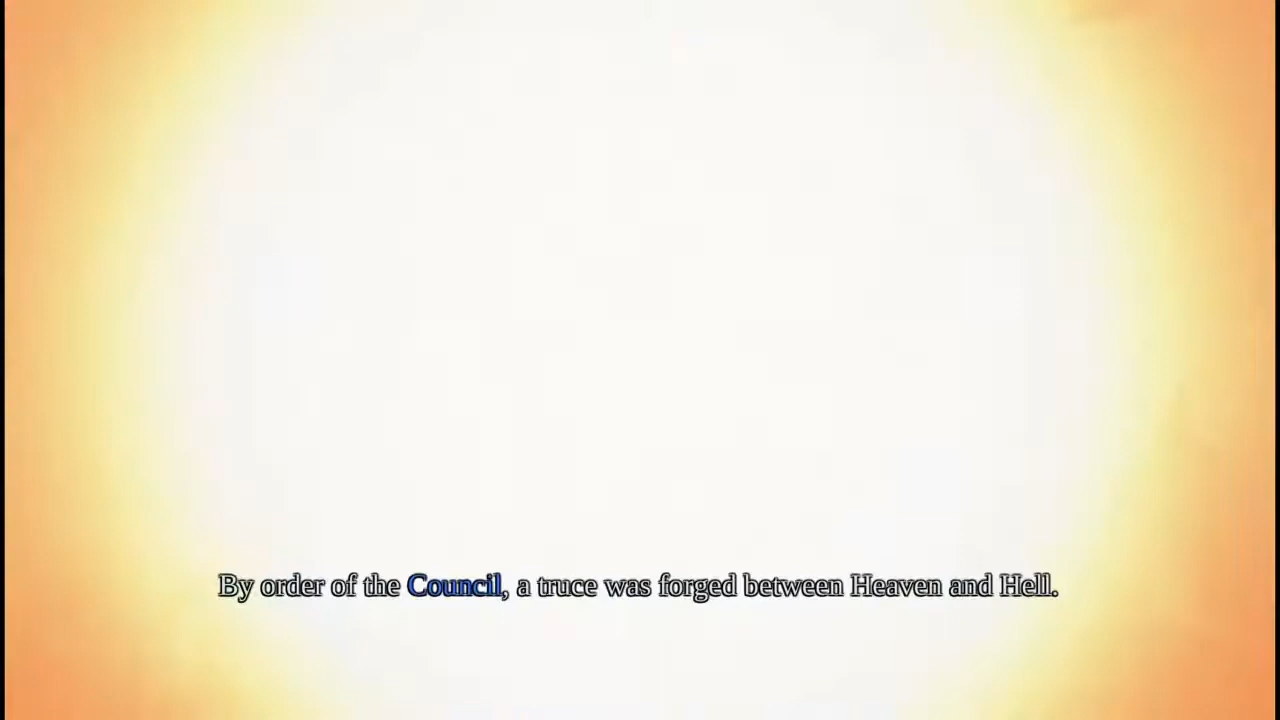 By order of the Council, a truce was forged between Heaven and Hell.